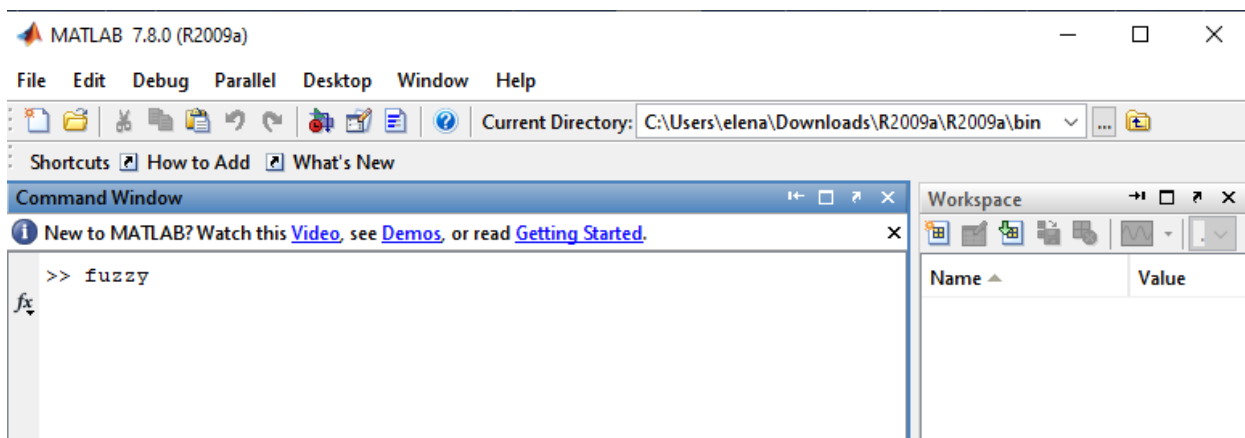 MATLAB 7.8.0 (R2009a)
File Edit Debug Parallel Desktop Window Help
Current Directory: C:\Users\elena\Downloads\R2009a\R2009a\bin ...
Shortcuts How to Add What's New
Command Window
New to MATLAB? Watch this Video, see Demos, or read Getting Started.
>> fuzzy
fx
Workspace
Name Value